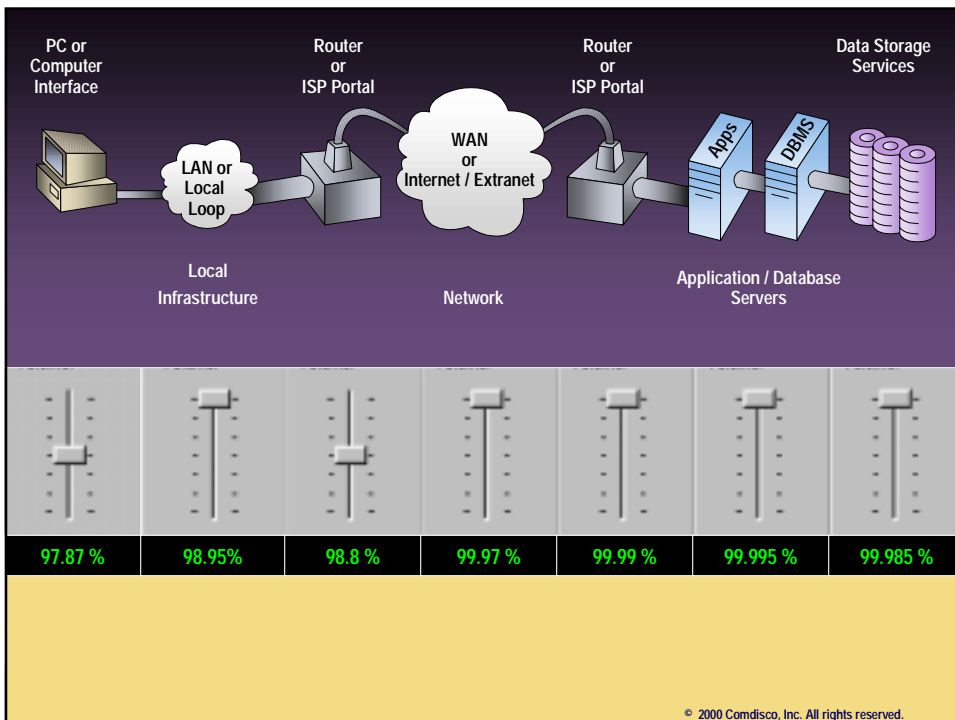 PC or
Computer
Interface
Router
or
ISP Portal
Router
or
ISP Portal
Data Storage
Services
LAN or
Local
Loop
WAN
or
Internet / Extranet
Apps
DBMS
Local
Infrastructure
Network
Application / Database
Servers
97.87 %
98.95%
98.8 %
99.97 %
99.99 %
99.995 %
99.985 %
© 2000 Comdisco, Inc. All rights reserved.